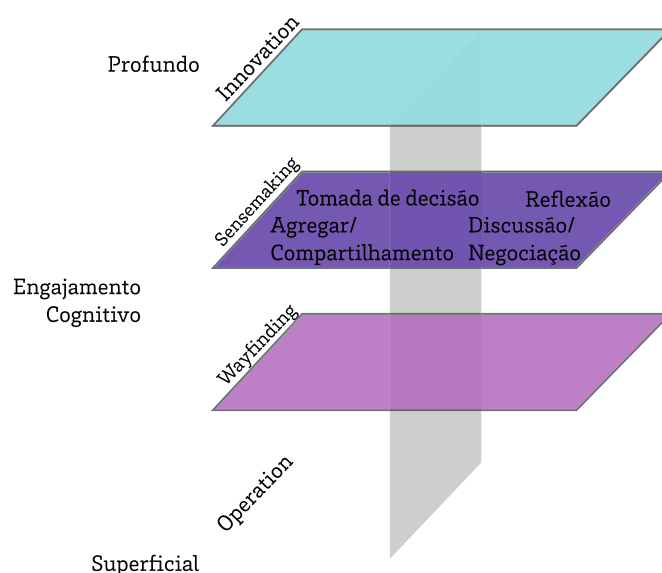 Profundo
Innovation
Sensemaking
Tomada de decisão
Reflexão
Agregar/
Compartilhamento
Discussão/
Negociação
Engajamento
Cognitivo
Wayfinding
Operation
Superficial